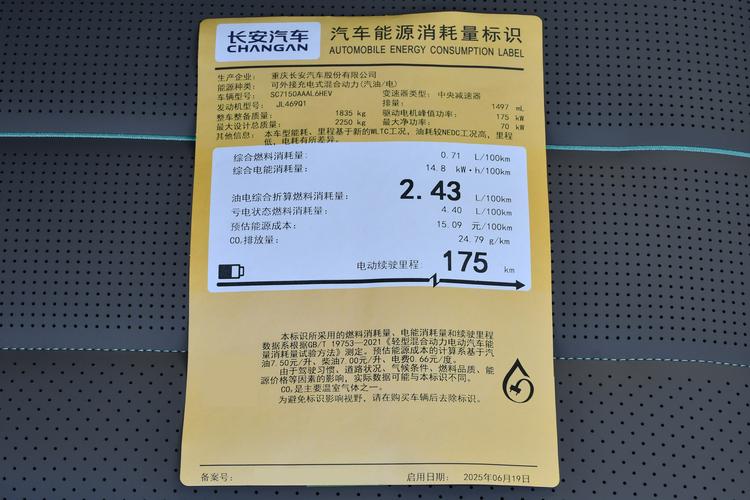 长安汽车
CHANGAN
汽车能源消耗量标识
AUTOMOBILE ENERGY CONSUMPTION LABEL
生产企业： 重庆长安汽车股份有限公司
能源种类： 可外接充电式混合动力(汽油/电)
车辆型号： SC7150AAAL6HEV 变速器类型： 中央减速器
发动机型号： JL469Q1 排量： 1497 mL
整车整备质量： 1835 kg 驱动电机峰值功率： 175 kW
最大设计总质量： 2250 kg 最大净功率： 70 kW
其他信息： 本车型能耗、里程基于新的WLTC工况，油耗较NEDC工况高，里程
低，电耗有所差异。
综合燃料消耗量： 0.71 L/100km
综合电能消耗量： 14.8 kW·h/100km
油电综合折算燃料消耗量： 2.43 L/100km
亏电状态燃料消耗量： 4.40 L/100km
预估能源成本： 15.09 元/100km
CO₂排放量： 24.79 g/km
电动续驶里程： 175 km
本标识所采用的燃料消耗量、电能消耗量和续驶里程
数据系根据GB/T 19753—2021《轻型混合动力电动汽车能
量消耗量试验方法》测定。预估能源成本的计算系基于汽
油7.50元/升、柴油7.00元/升、电费0.66元/度。
由于驾驶习惯、道路状况、气候条件、燃料品质、能
源价格等因素的影响，实际数据可能与本标识不同。
CO₂是主要温室气体之一。
为避免标识影响视野，请在购买车辆后去除标识。
备案号： 启用日期： 2025年06月19日